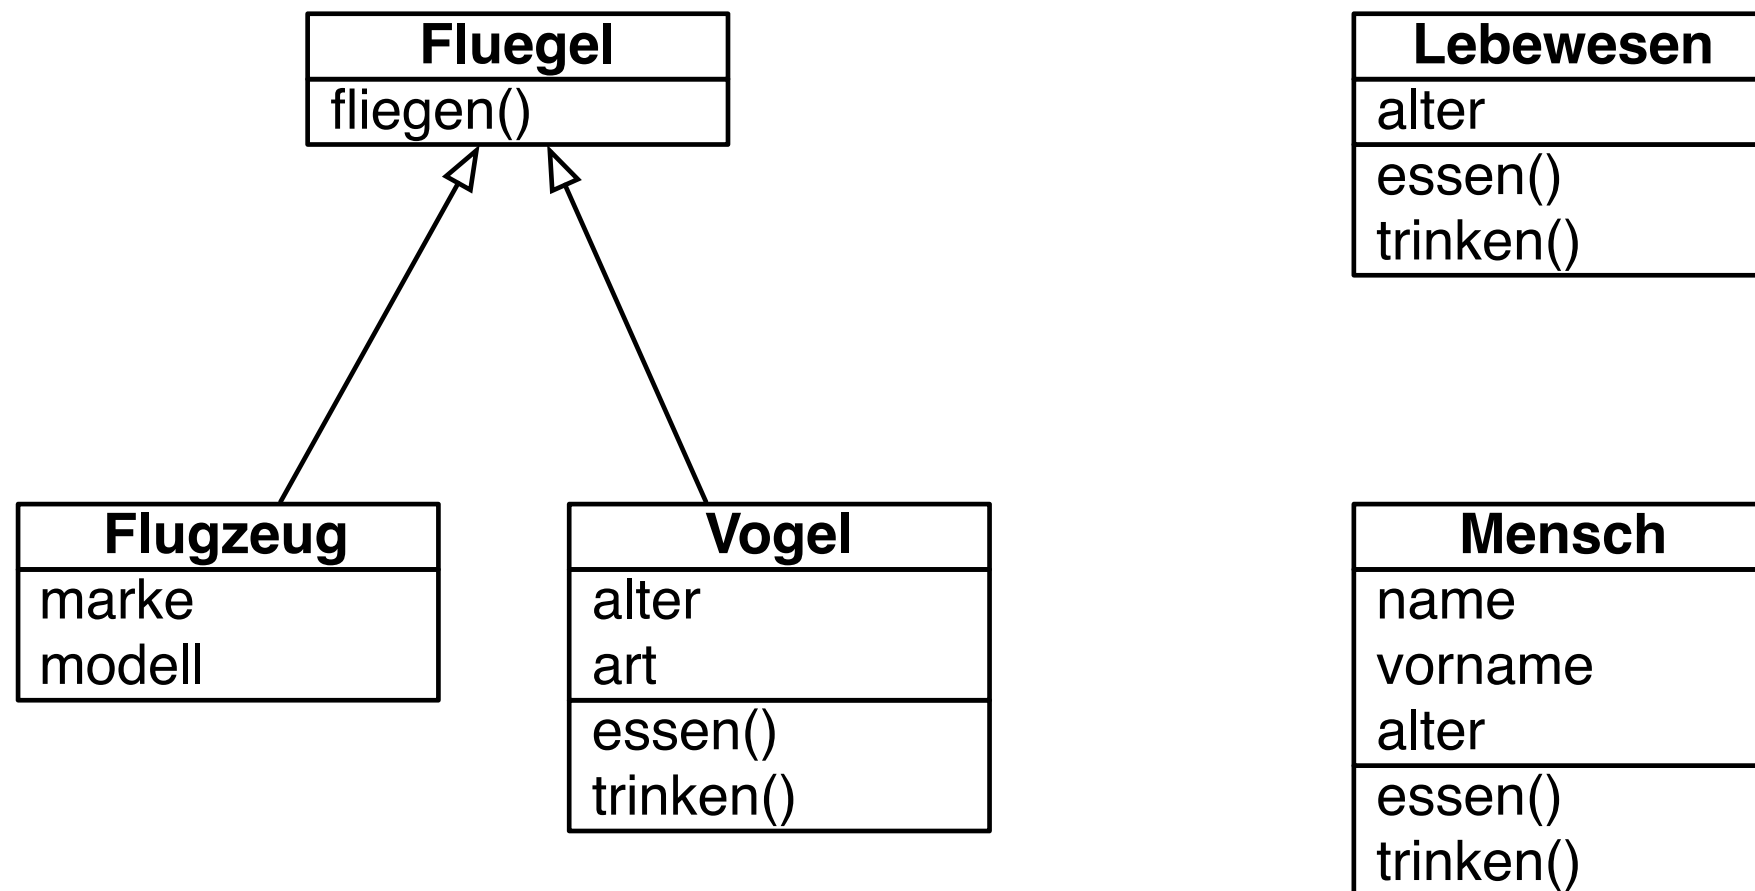 Fluegel
fliegen()
Lebewesen
alter
essen()
trinken()
Flugzeug
marke
modell
Vogel
alter
art
essen()
trinken()
Mensch
name
vorname
alter
essen()
trinken()